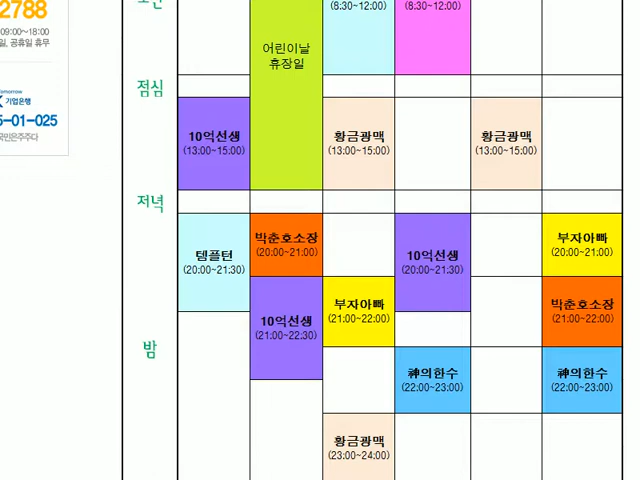 2788
09:00~18:00
일, 공휴일 휴무
기업은행
5-01-025
국민은주주다
(8:30~12:00)
(8:30~12:00)
어린이날
휴장일
점심
10억선생
(13:00~15:00)
황금광맥
(13:00~15:00)
황금광맥
(13:00~15:00)
저녁
템플턴
(20:00~21:30)
박춘호소장
(20:00~21:00)
10억선생
(20:00~21:30)
부자아빠
(20:00~21:00)
10억선생
(21:00~22:30)
부자아빠
(21:00~22:00)
박춘호소장
(21:00~22:00)
밤
神의한수
(22:00~23:00)
神의한수
(22:00~23:00)
황금광맥
(23:00~24:00)